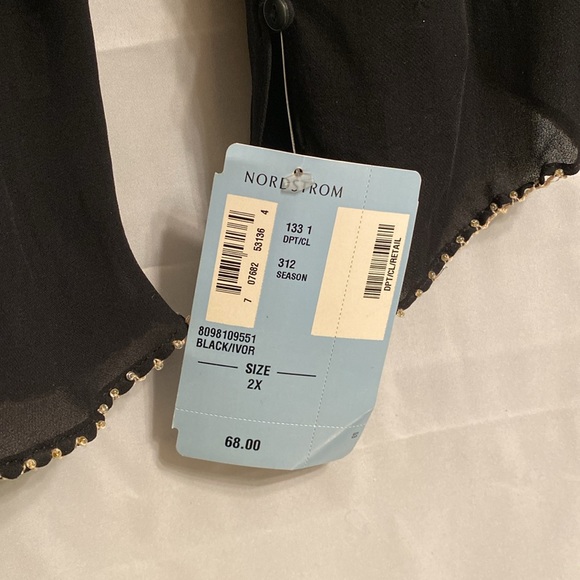 NORDSTROM
133 1
DPT/CL
312
SEASON
7 07682 53136 4
DPT/CL/RETAIL
8098109551
BLACK/IVOR
SIZE
2X
68.00